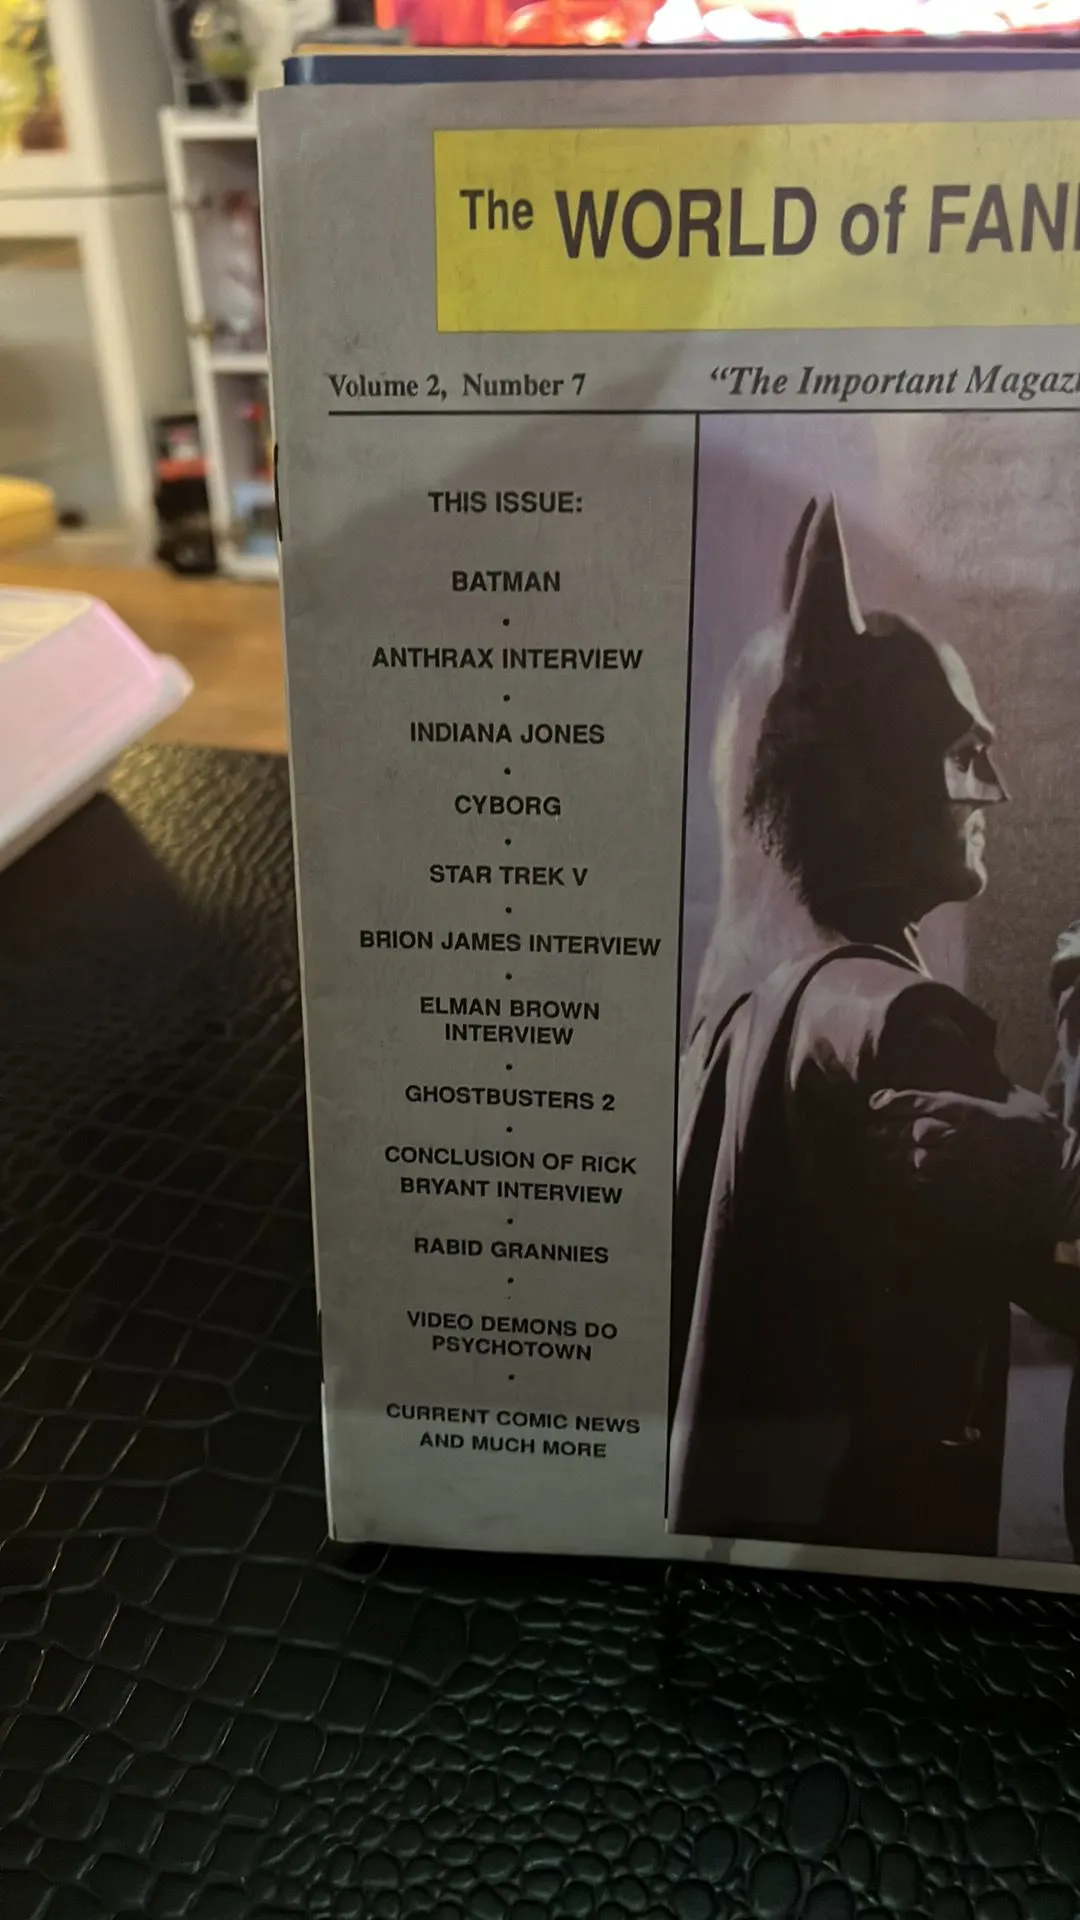 The WORLD of FAN
Volume 2, Number 7
"The Important Magaz
THIS ISSUE:
BATMAN
•
ANTHRAX INTERVIEW
•
INDIANA JONES
•
CYBORG
•
STAR TREK V
•
BRION JAMES INTERVIEW
•
ELMAN BROWN
INTERVIEW
•
GHOSTBUSTERS 2
•
CONCLUSION OF RICK
BRYANT INTERVIEW
•
RABID GRANNIES
•
VIDEO DEMONS DO
PSYCHOTOWN
•
CURRENT COMIC NEWS
AND MUCH MORE